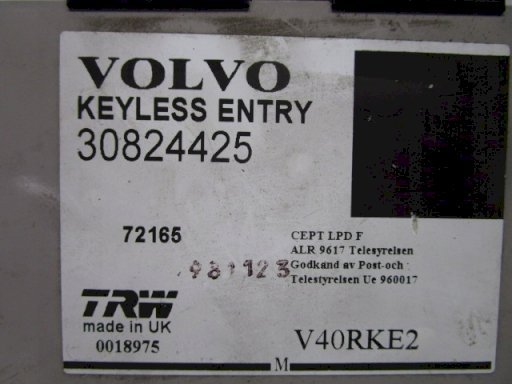 VOLVO
KEYLESS ENTRY
30824425
72165
981123
CEPT LPD F
ALR 9617 Telesyrelsen
Godkand av Post-och
Telestyrelsen Ue 960017
TRW
made in UK
0018975
V40RKE2
M